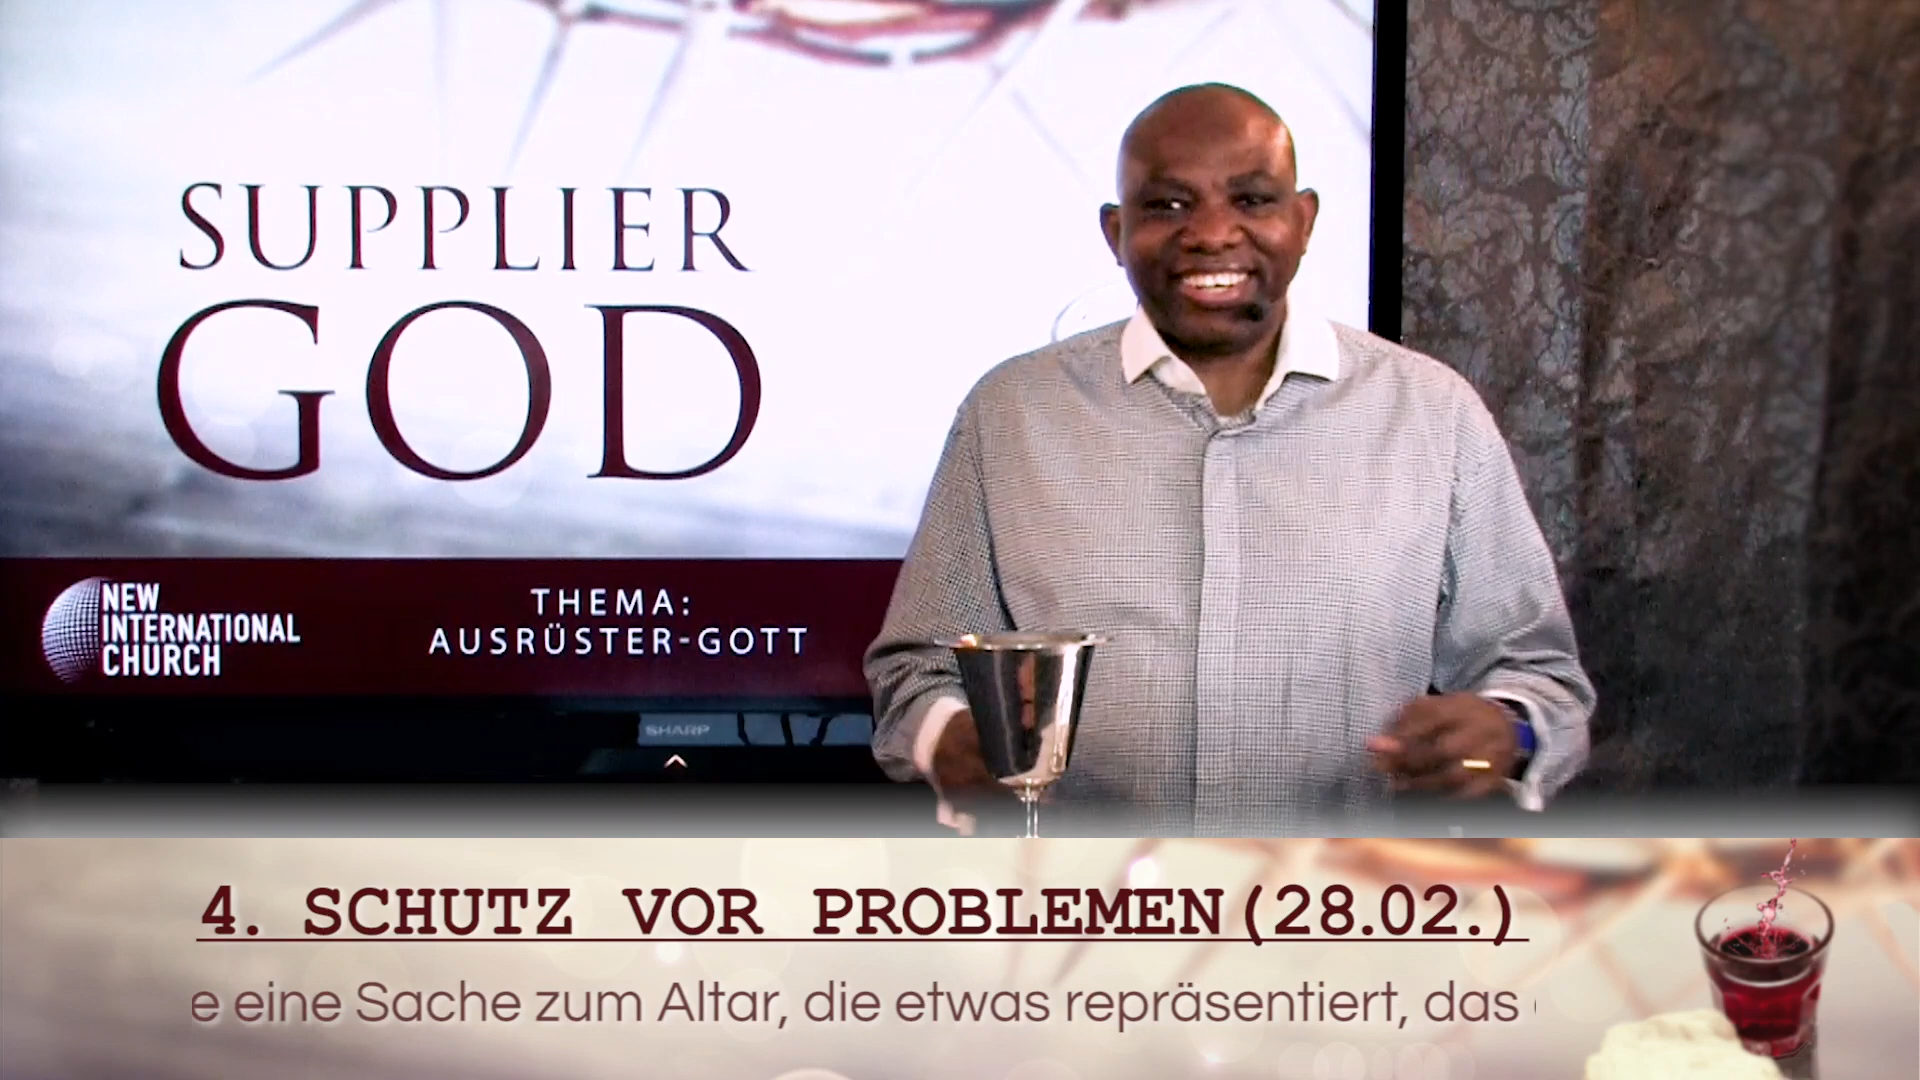 SUPPLIER
GOD
NEW
INTERNATIONAL
CHURCH
THEMA:
AUSRÜSTER-GOTT
SHARP
4. SCHUTZ VOR PROBLEMEN (28.02.)
e eine Sache zum Altar, die etwas repräsentiert, das